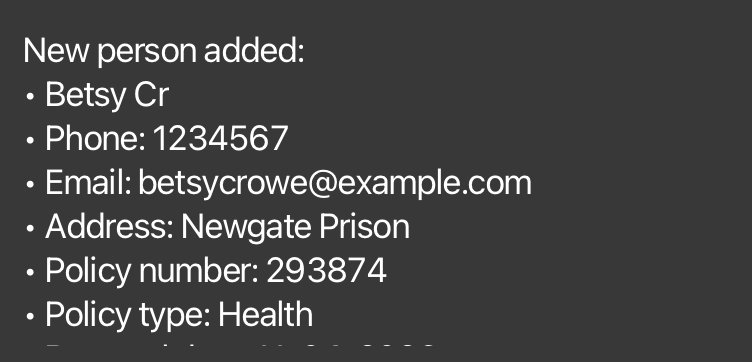 New person added:
• Betsy Cr
• Phone: 1234567
• Email: betsycrowe@example.com
• Address: Newgate Prison
• Policy number: 293874
• Policy type: Health